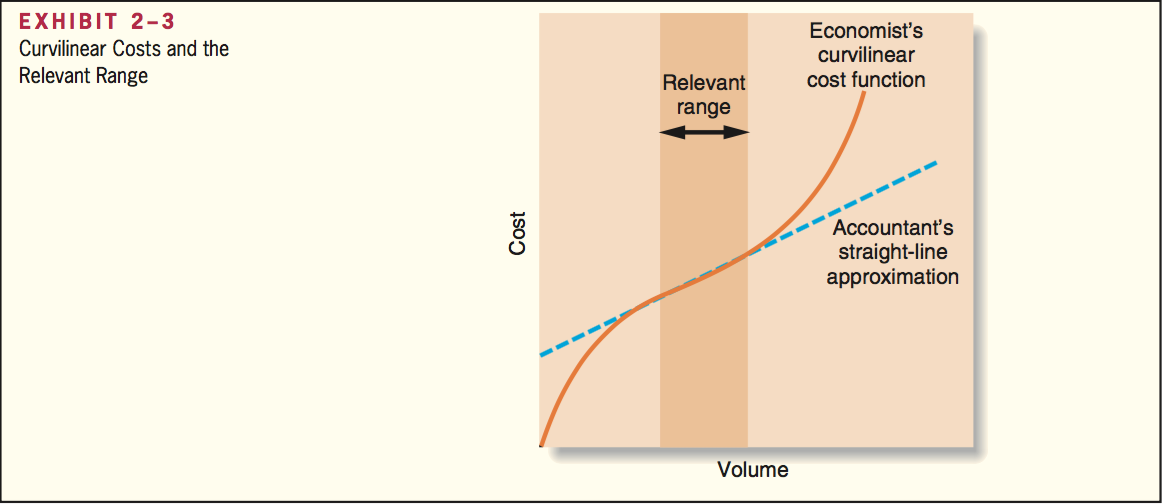 EXHIBIT 2–3
Curvilinear Costs and the
Relevant Range
Economist’s
curvilinear
cost function
Relevant
range
Cost
Accountant’s
straight-line
approximation
Volume